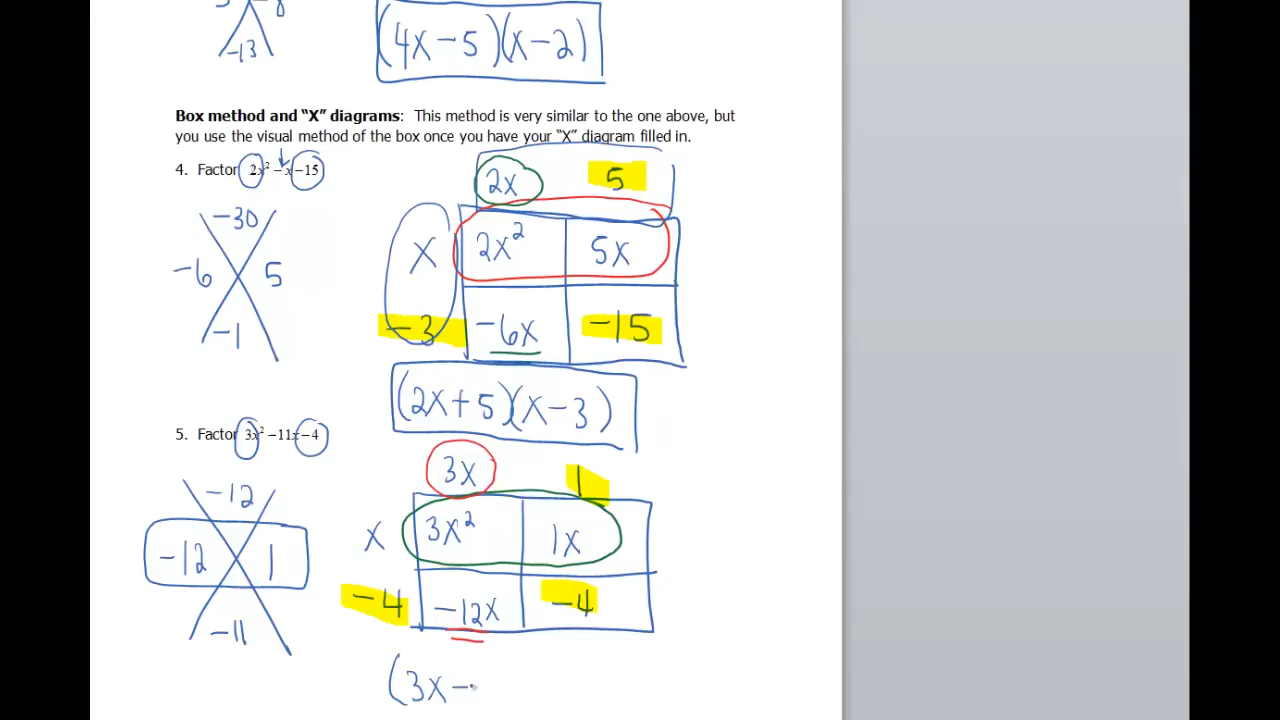 -13
(4x-5)(x-2)
Box method and "X" diagrams: This method is very similar to the one above, but
you use the visual method of the box once you have your "X" diagram filled in.
4. Factor 2x² - x - 15
2x 5
-30
x 2x² 5x
-6 5
-3 -6x -15
-1
(2x+5)(x-3)
5. Factor 3x² - 11x - 4
3x 1
-12
x 3x² 1x
-12 1
-4 -12x -4
-11
(3x-